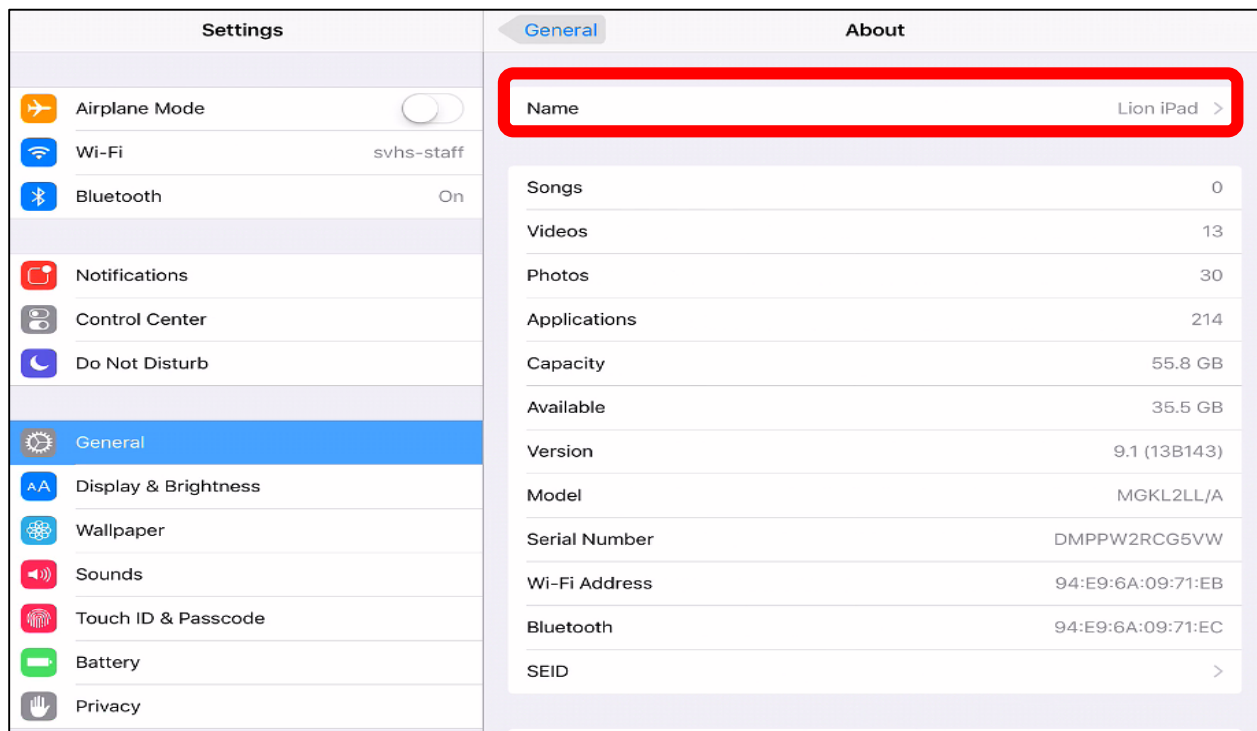 Settings
Airplane Mode
Wi-Fi svhs-staff
Bluetooth On
Notifications
Control Center
Do Not Disturb
General
AA Display & Brightness
Wallpaper
Sounds
Touch ID & Passcode
Battery
Privacy
General About
Name Lion iPad >
Songs 0
Videos 13
Photos 30
Applications 214
Capacity 55.8 GB
Available 35.5 GB
Version 9.1 (13B143)
Model MGKL2LL/A
Serial Number DMPPW2RCG5VW
Wi-Fi Address 94:E9:6A:09:71:EB
Bluetooth 94:E9:6A:09:71:EC
SEID >